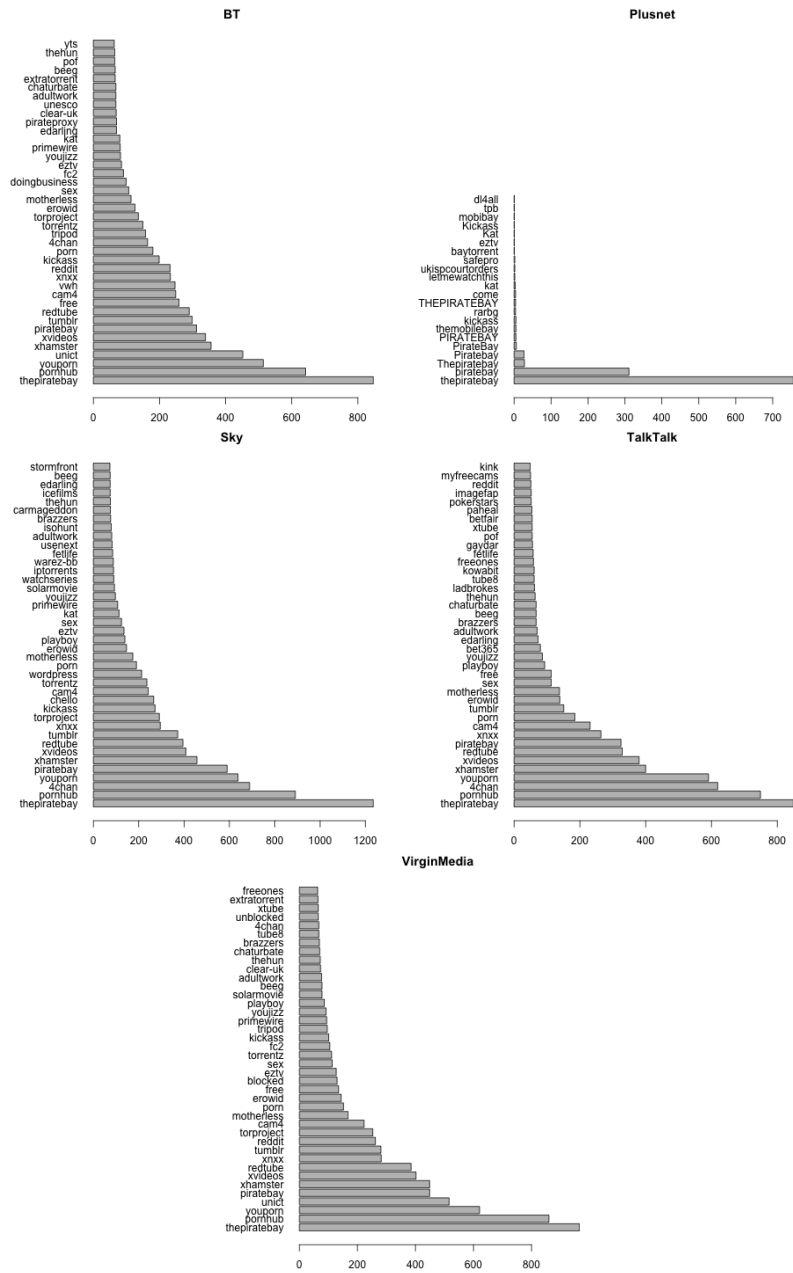 BT
yts
thehun
pof
beeg
extratorrent
chaturbate
adultwork
unesco
clear-uk
pirateproxy
edarling
kat
primewire
youjizz
eztv
fc2
doingbusiness
sex
motherless
erowid
torproject
torrentz
tripod
4chan
porn
kickass
reddit
xnxx
vwh
cam4
free
redtube
tumblr
piratebay
xvideos
xhamster
unict
youporn
pornhub
thepiratebay
0 200 400 600 800
Plusnet
dl4all
tpb
mobibay
Kickass
Kat
eztv
baytorrent
safepro
ukispcourtorders
letmewatchthis
kat
come
THEPIRATEBAY
rarbg
kickass
themobilebay
PIRATEBAY
PirateBay
Piratebay
Thepiratebay
piratebay
thepiratebay
0 100 200 300 400 500 600 700
Sky
stormfront
beeg
edarling
icefilms
thehun
carmageddon
brazzers
isohunt
adultwork
usenext
fetlife
warez-bb
iptorrents
watchseries
solarmovie
youjizz
primewire
kat
sex
eztv
playboy
erowid
motherless
porn
wordpress
torrentz
cam4
chello
kickass
torproject
xnxx
tumblr
redtube
xvideos
xhamster
piratebay
youporn
4chan
pornhub
thepiratebay
0 200 400 600 800 1000 1200
TalkTalk
kink
myfreecams
reddit
imagefap
pokerstars
paheal
betfair
xtube
pof
gaydar
fetlife
freeones
kowabit
tube8
ladbrokes
thehun
chaturbate
beeg
brazzers
adultwork
edarling
bet365
youjizz
playboy
free
sex
motherless
erowid
tumblr
porn
cam4
xnxx
piratebay
redtube
xvideos
xhamster
youporn
4chan
pornhub
thepiratebay
0 200 400 600 800
VirginMedia
freeones
extratorrent
xtube
unblocked
4chan
tube8
brazzers
chaturbate
thehun
clear-uk
adultwork
beeg
solarmovie
playboy
youjizz
primewire
tripod
kickass
fc2
torrentz
sex
eztv
blocked
free
erowid
porn
motherless
cam4
torproject
reddit
tumblr
xnxx
redtube
xvideos
xhamster
piratebay
unict
youporn
pornhub
thepiratebay
0 200 400 600 800